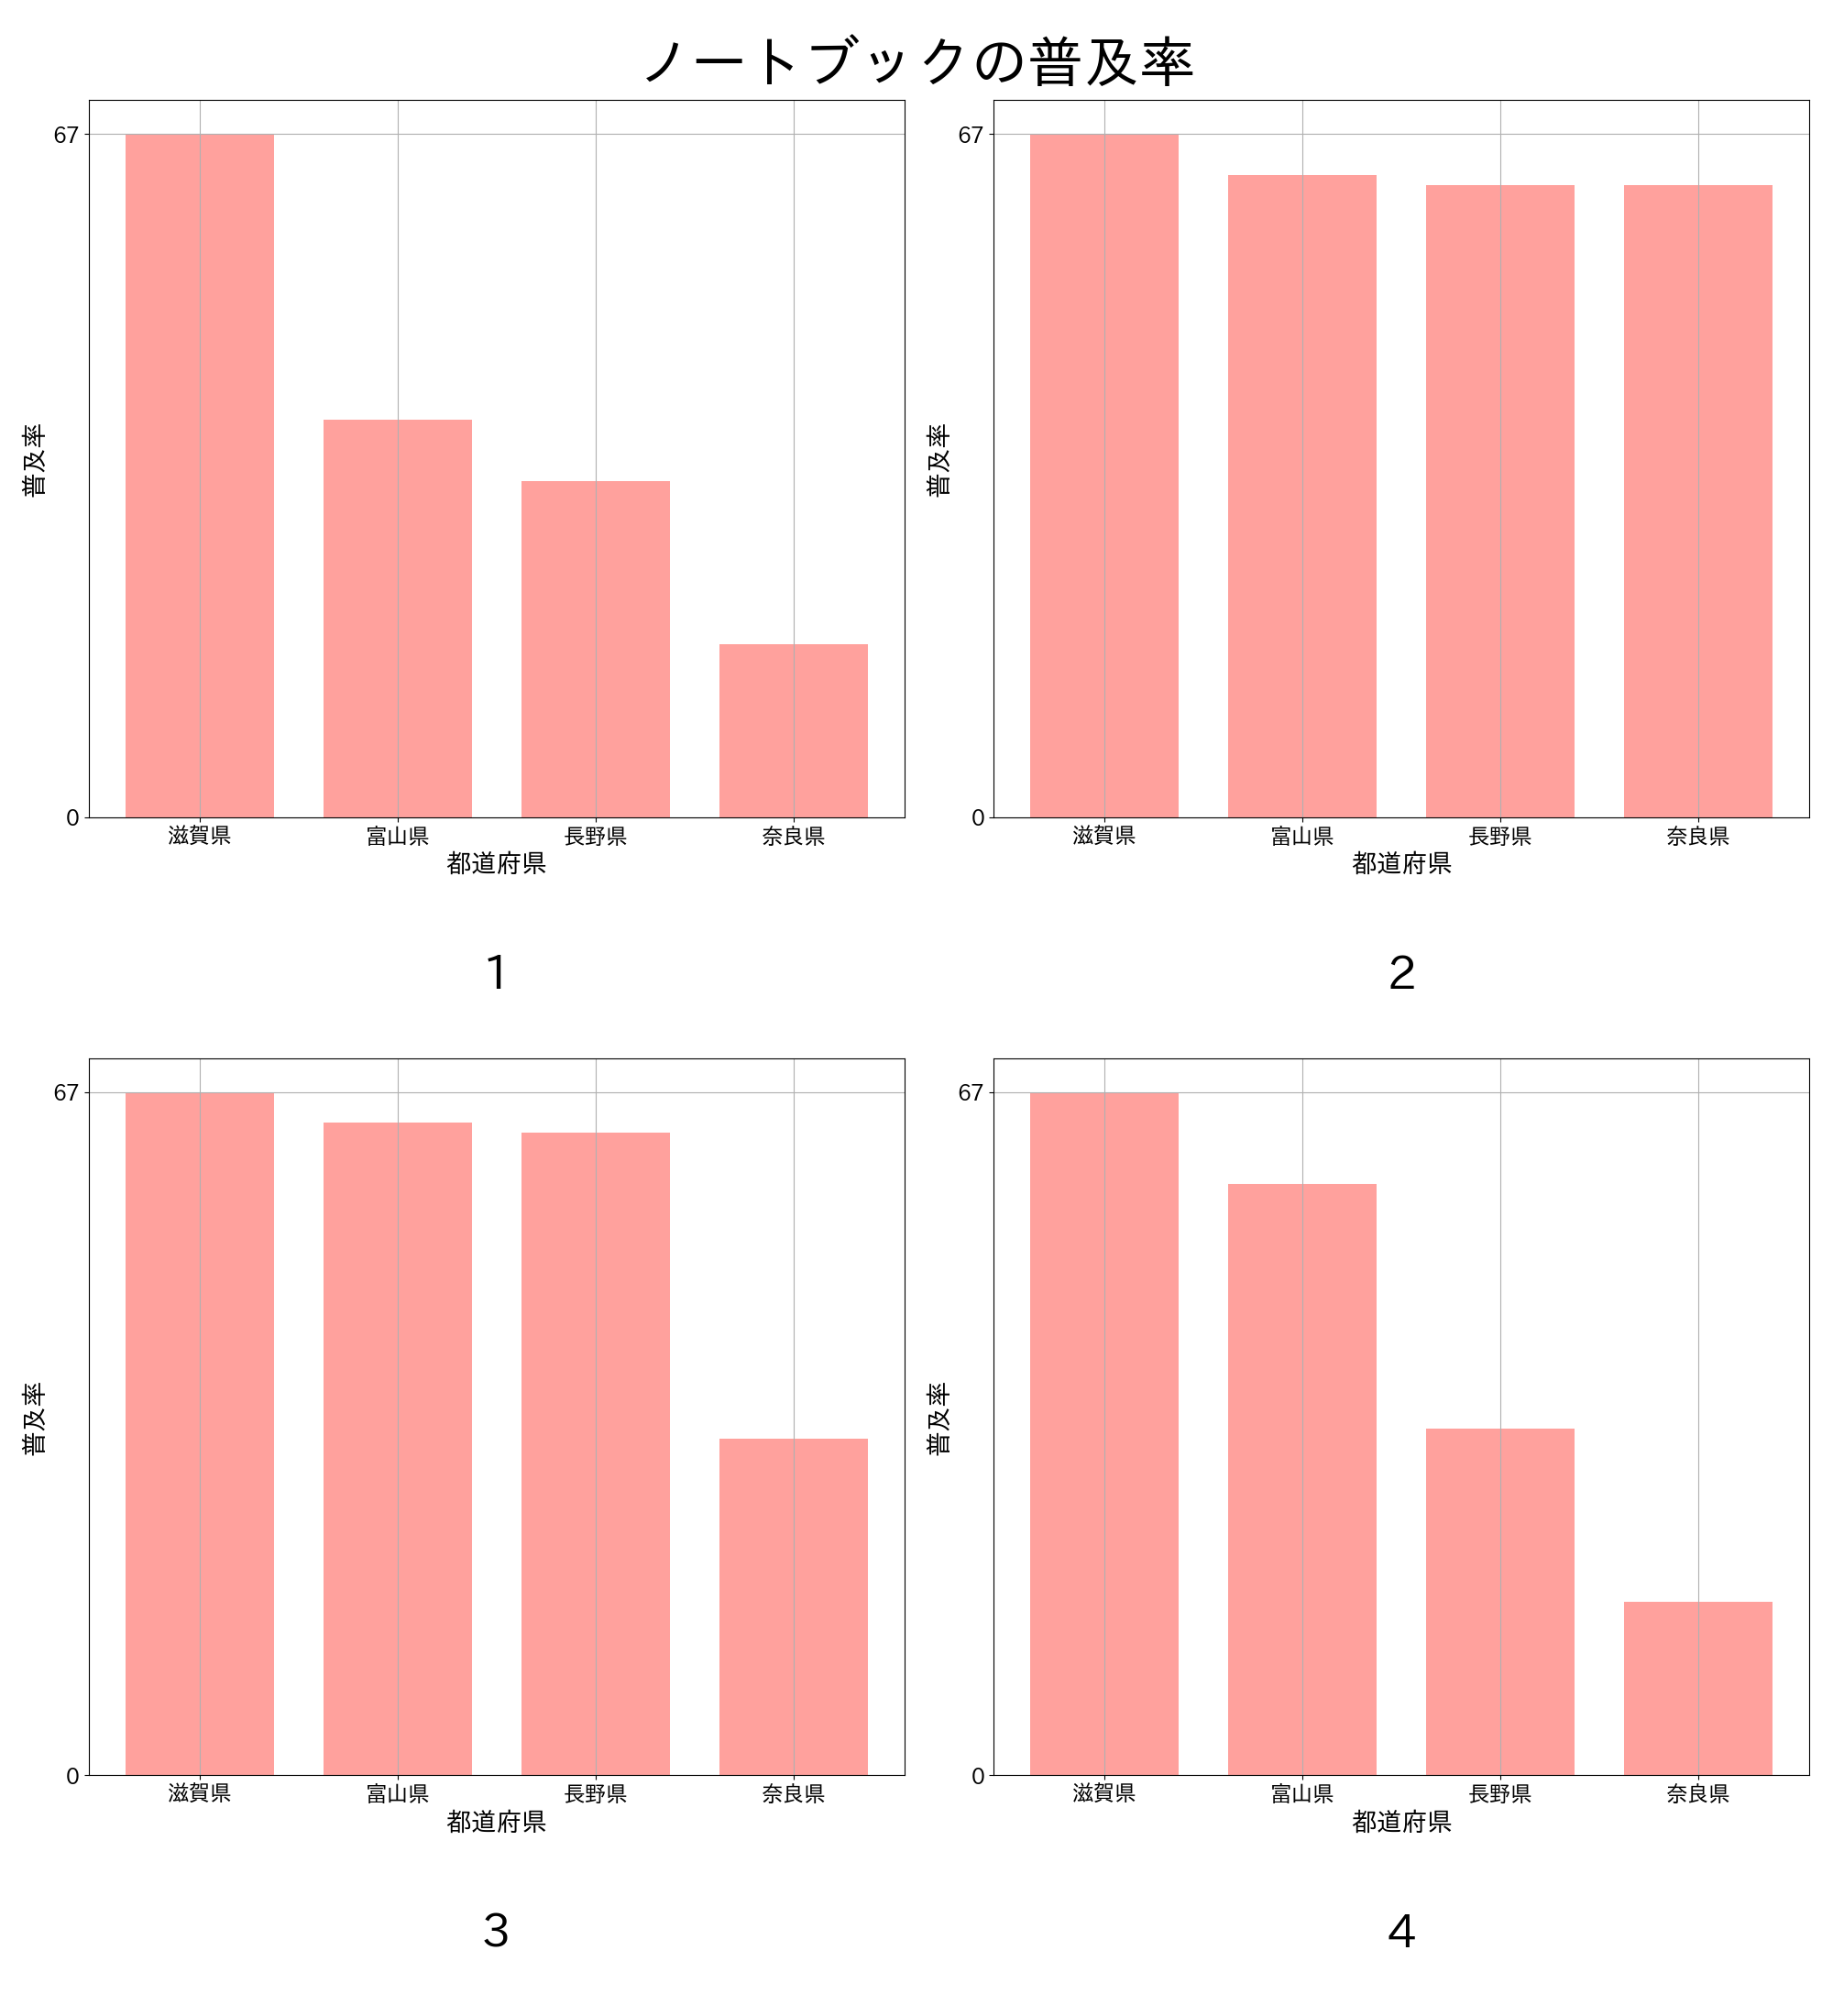 ノートブックの普及率
67
0
普及率
滋賀県 富山県 長野県 奈良県
都道府県
1
67
0
普及率
滋賀県 富山県 長野県 奈良県
都道府県
2
67
0
普及率
滋賀県 富山県 長野県 奈良県
都道府県
3
67
0
普及率
滋賀県 富山県 長野県 奈良県
都道府県
4